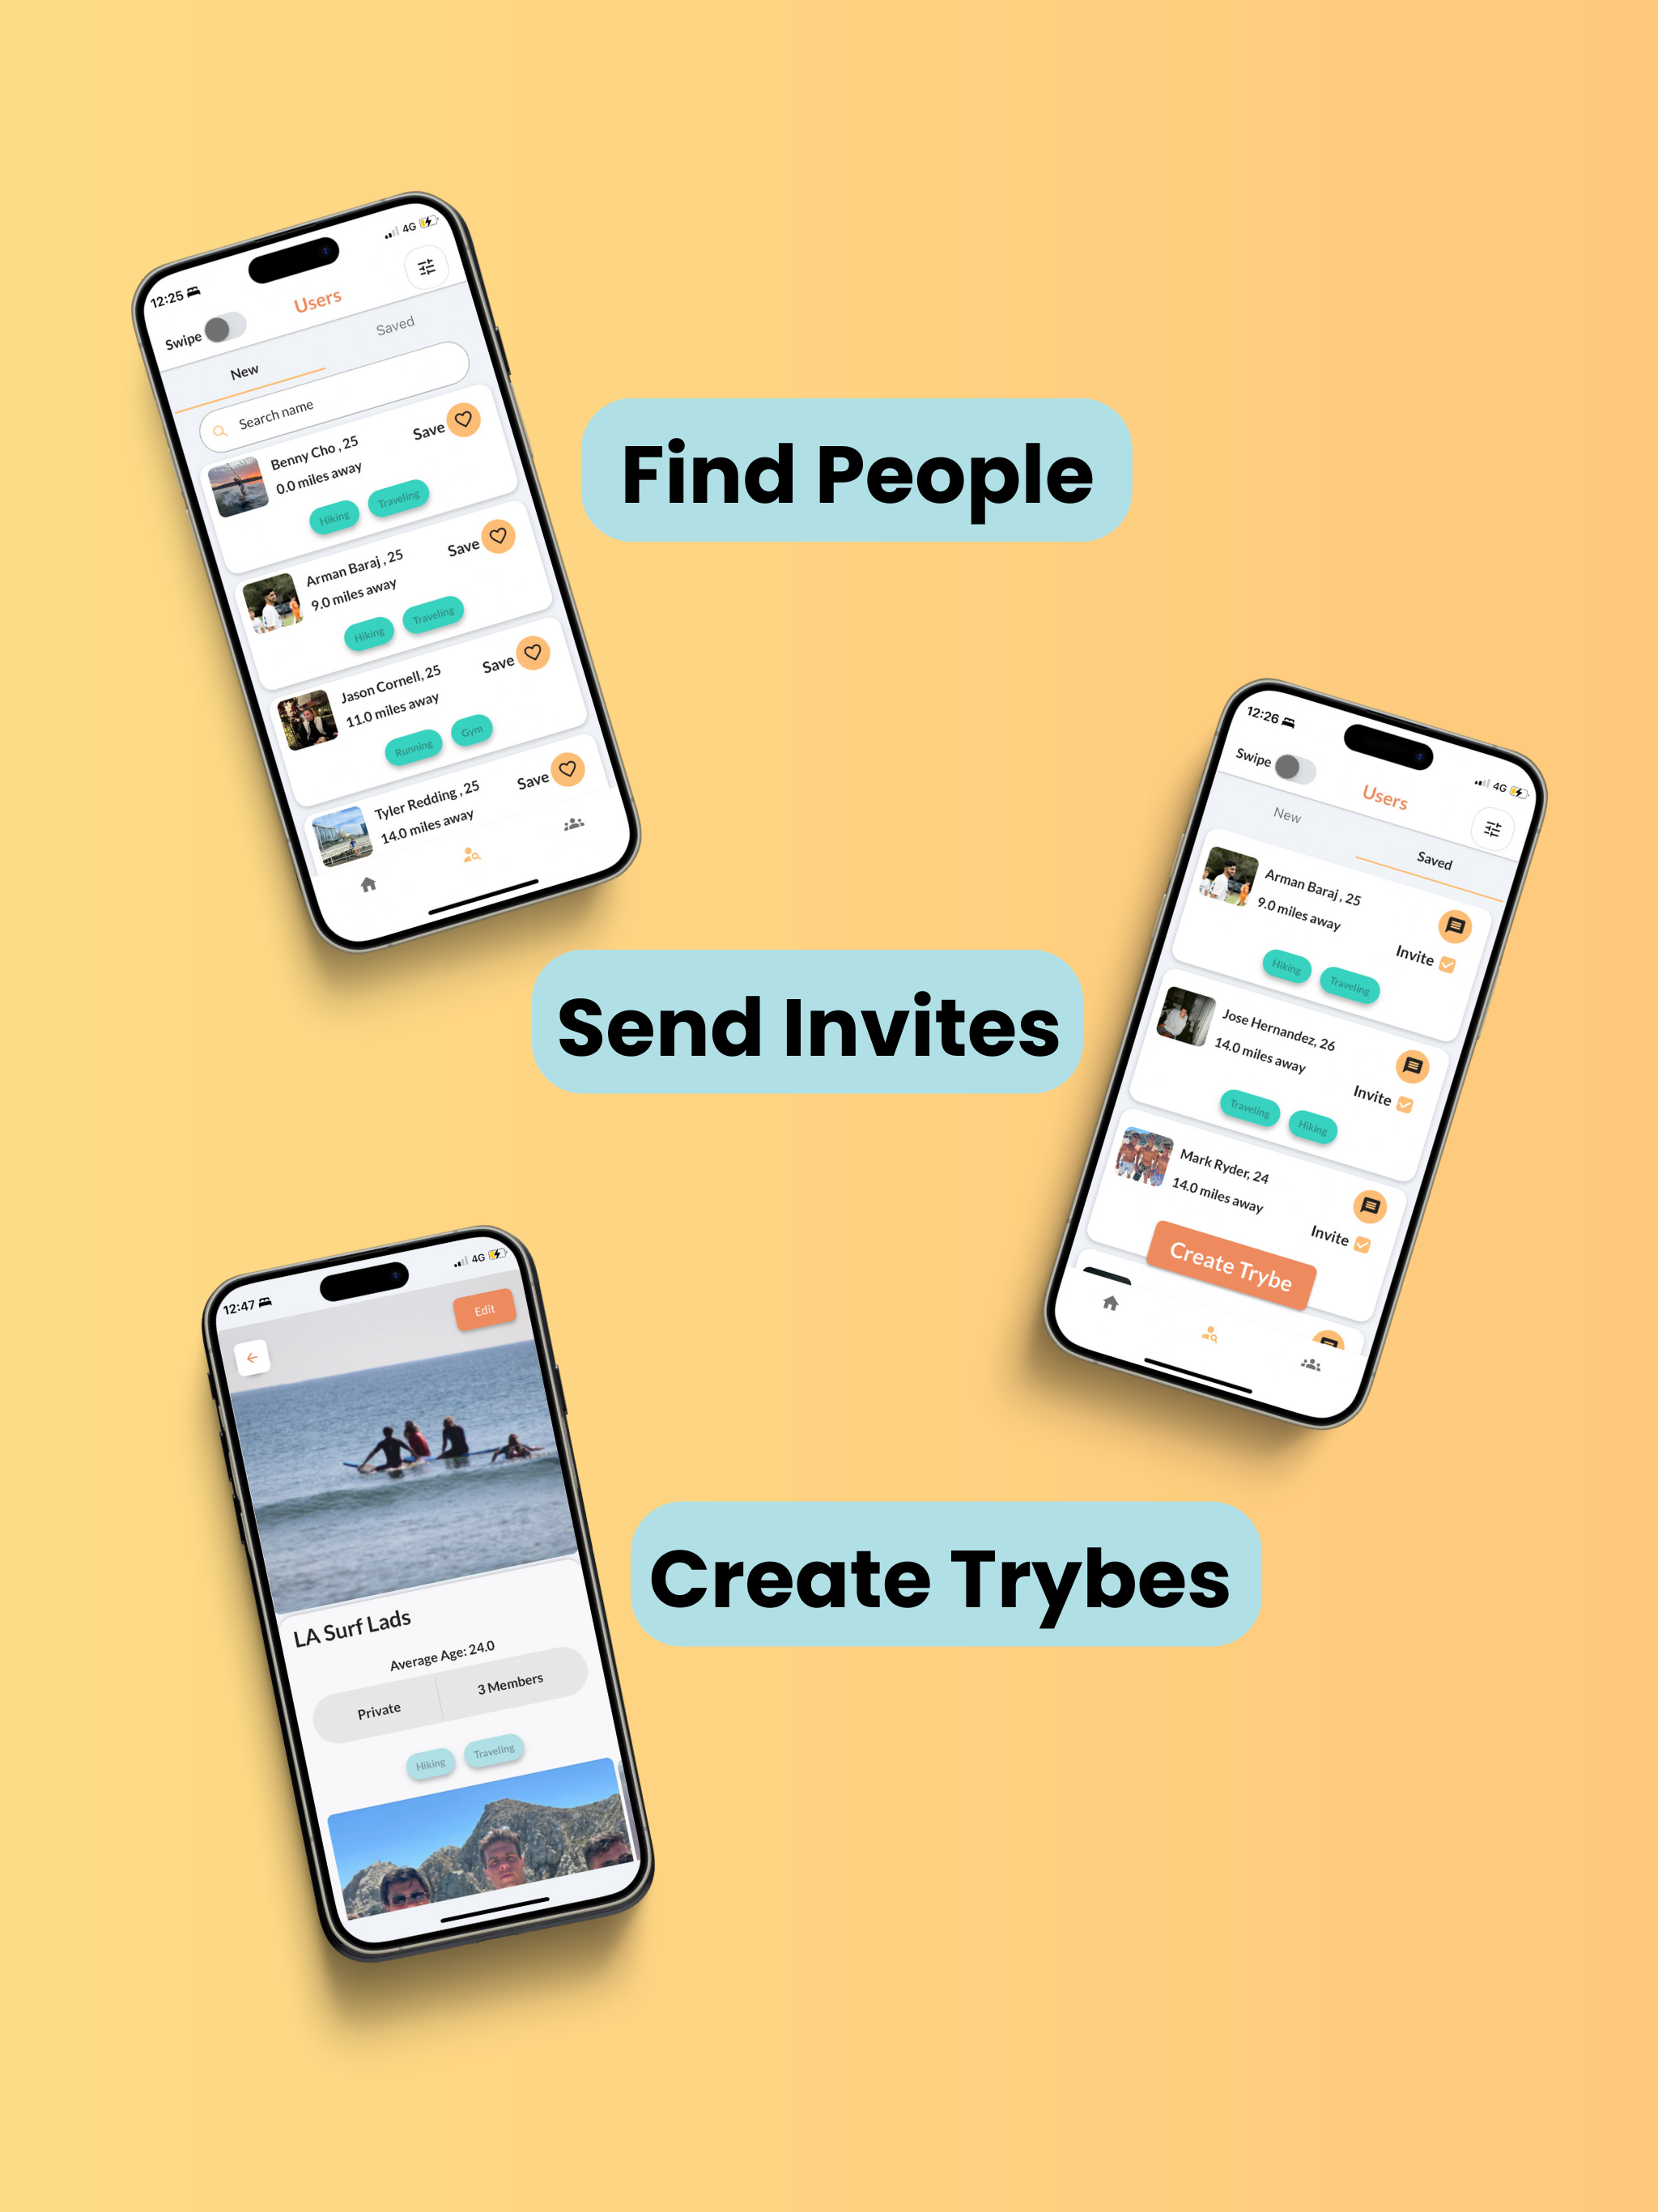 12:25
4G
Swipe
Users
New
Saved
Search name
Benny Cho , 25
0.0 miles away
Save
Hiking
Traveling
Arman Baraj , 25
9.0 miles away
Save
Hiking
Traveling
Jason Cornell, 25
11.0 miles away
Save
Running
Gym
Tyler Redding , 25
14.0 miles away
Save
Find People
12:26
4G
Swipe
Users
New
Saved
Arman Baraj , 25
9.0 miles away
Invite
Hiking
Traveling
Jose Hernandez, 26
14.0 miles away
Invite
Traveling
Hiking
Mark Ryder, 24
14.0 miles away
Invite
Create Trybe
Send Invites
12:47
4G
Edit
LA Surf Lads
Average Age: 24.0
Private
3 Members
Hiking
Traveling
Create Trybes